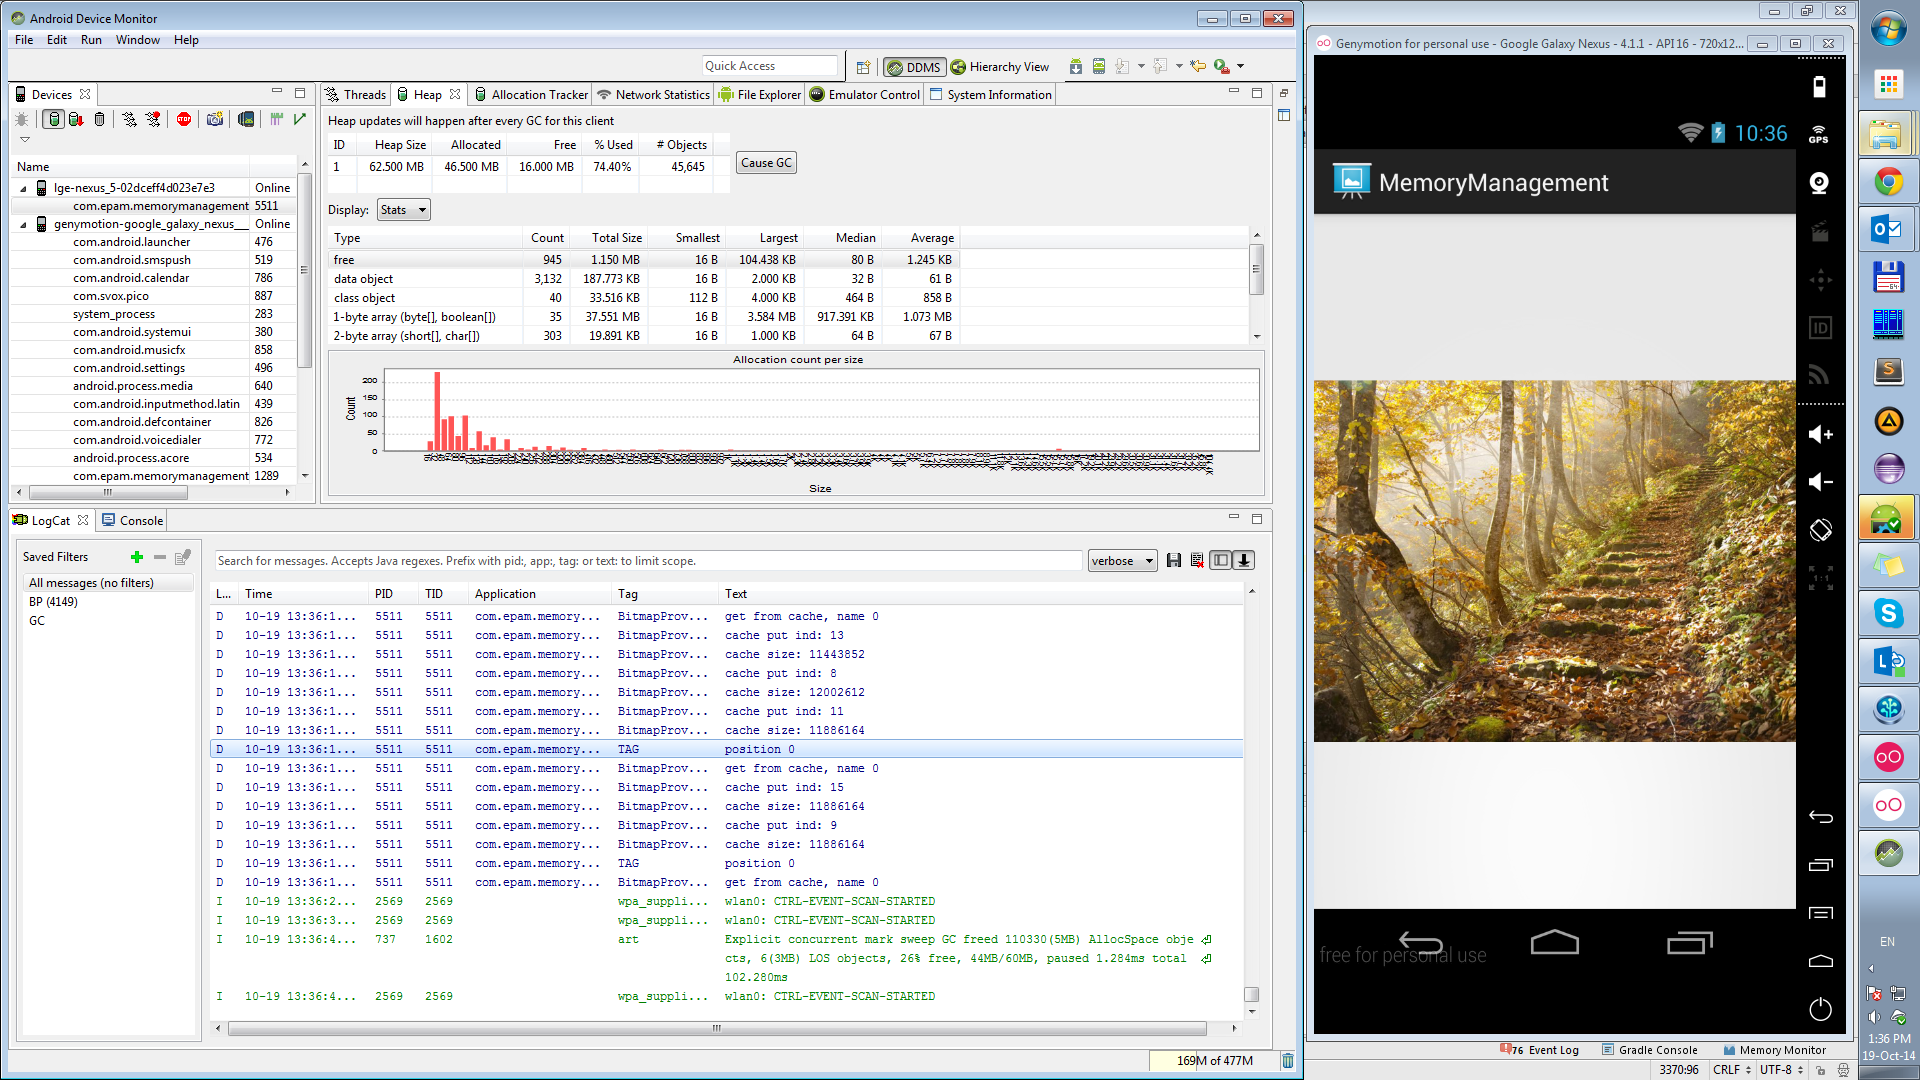 Android Device Monitor
File Edit Run Window Help
Quick Access
DDMS
Hierarchy View
Devices
Name
lge-nexus_5-02dceff4d023e7e3 Online
com.epam.memorymanagement 5511
genymotion-google_galaxy_nexus___ Online
com.android.launcher 476
com.android.smspush 519
com.android.calendar 786
com.svox.pico 887
system_process 283
com.android.systemui 380
com.android.musicfx 858
com.android.settings 496
android.process.media 640
com.android.inputmethod.latin 439
com.android.defcontainer 826
com.android.voicedialer 772
android.process.acore 534
com.epam.memorymanagement 1289
Threads Heap Allocation Tracker Network Statistics File Explorer Emulator Control System Information
Heap updates will happen after every GC for this client
ID Heap Size Allocated Free % Used # Objects
1 62.500 MB 46.500 MB 16.000 MB 74.40% 45,645
Cause GC
Display: Stats
Type Count Total Size Smallest Largest Median Average
free 945 1.150 MB 16 B 104.438 KB 80 B 1.245 KB
data object 3,132 187.773 KB 16 B 2.000 KB 32 B 61 B
class object 40 33.516 KB 112 B 4.000 KB 464 B 858 B
1-byte array (byte[], boolean[]) 35 37.551 MB 16 B 3.584 MB 917.391 KB 1.073 MB
2-byte array (short[], char[]) 303 19.891 KB 16 B 1.000 KB 64 B 67 B
Allocation count per size
Count
200
150
100
50
0
Size
LogCat Console
Saved Filters
All messages (no filters)
BP (4149)
GC
Search for messages. Accepts Java regexes. Prefix with pid:, app:, tag: or text: to limit scope.
verbose
L... Time PID TID Application Tag Text
D 10-19 13:36:1... 5511 5511 com.epam.memory... BitmapProv... get from cache, name 0
D 10-19 13:36:1... 5511 5511 com.epam.memory... BitmapProv... cache put ind: 13
D 10-19 13:36:1... 5511 5511 com.epam.memory... BitmapProv... cache size: 11443852
D 10-19 13:36:1... 5511 5511 com.epam.memory... BitmapProv... cache put ind: 8
D 10-19 13:36:1... 5511 5511 com.epam.memory... BitmapProv... cache size: 12002612
D 10-19 13:36:1... 5511 5511 com.epam.memory... BitmapProv... cache put ind: 11
D 10-19 13:36:1... 5511 5511 com.epam.memory... BitmapProv... cache size: 11886164
D 10-19 13:36:1... 5511 5511 com.epam.memory... TAG position 0
D 10-19 13:36:1... 5511 5511 com.epam.memory... BitmapProv... get from cache, name 0
D 10-19 13:36:1... 5511 5511 com.epam.memory... BitmapProv... cache put ind: 15
D 10-19 13:36:1... 5511 5511 com.epam.memory... BitmapProv... cache size: 11886164
D 10-19 13:36:1... 5511 5511 com.epam.memory... BitmapProv... cache put ind: 9
D 10-19 13:36:1... 5511 5511 com.epam.memory... BitmapProv... cache size: 11886164
D 10-19 13:36:1... 5511 5511 com.epam.memory... TAG position 0
D 10-19 13:36:1... 5511 5511 com.epam.memory... BitmapProv... get from cache, name 0
I 10-19 13:36:2... 2569 2569 wpa_suppli... wlan0: CTRL-EVENT-SCAN-STARTED
I 10-19 13:36:3... 2569 2569 wpa_suppli... wlan0: CTRL-EVENT-SCAN-STARTED
I 10-19 13:36:4... 737 1602 art Explicit concurrent mark sweep GC freed 110330(5MB) AllocSpace obje
cts, 6(3MB) LOS objects, 26% free, 44MB/60MB, paused 1.284ms total
102.280ms
I 10-19 13:36:4... 2569 2569 wpa_suppli... wlan0: CTRL-EVENT-SCAN-STARTED
169M of 477M
Genymotion for personal use - Google Galaxy Nexus - 4.1.1 - API 16 - 720x12...
10:36
GPS
MemoryManagement
ID
1:1
free for personal use
76 Event Log Gradle Console Memory Monitor
3370:96 CRLF UTF-8
EN
1:36 PM
19-Oct-14